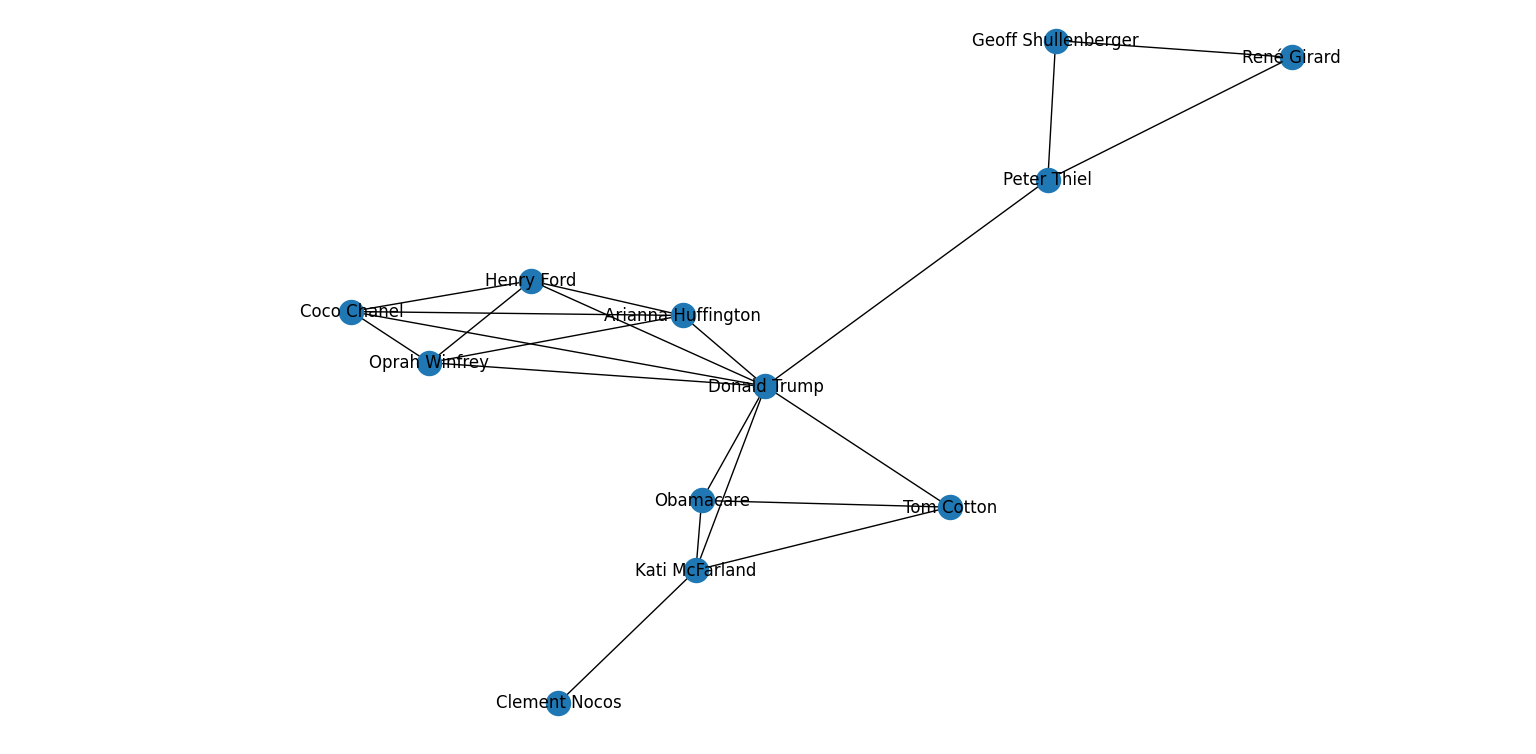 Geoff Shullenberger
René Girard
Peter Thiel
Henry Ford
Coco Chanel
Arianna Huffington
Oprah Winfrey
Donald Trump
Obamacare
Tom Cotton
Kati McFarland
Clement Nocos